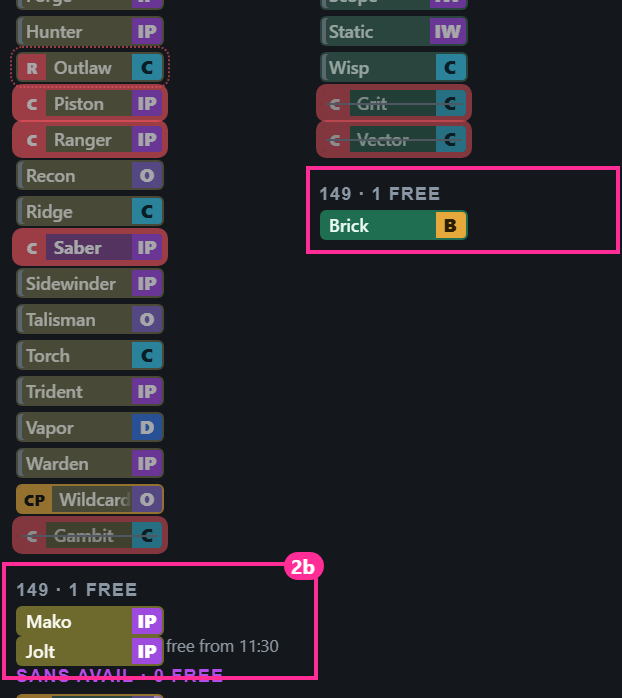 Hunter IP
R Outlaw C
C Piston IP
C Ranger IP
Recon O
Ridge C
C Saber IP
Sidewinder IP
Talisman O
Torch C
Trident IP
Vapor D
Warden IP
CP Wildcard O
C Gambit C
2b
149 · 1 FREE
Mako IP
Jolt IP free from 11:30
SANS AVAIL · 0 FREE
Static IW
Wisp C
C Grit C
C Vector C
149 · 1 FREE
Brick B